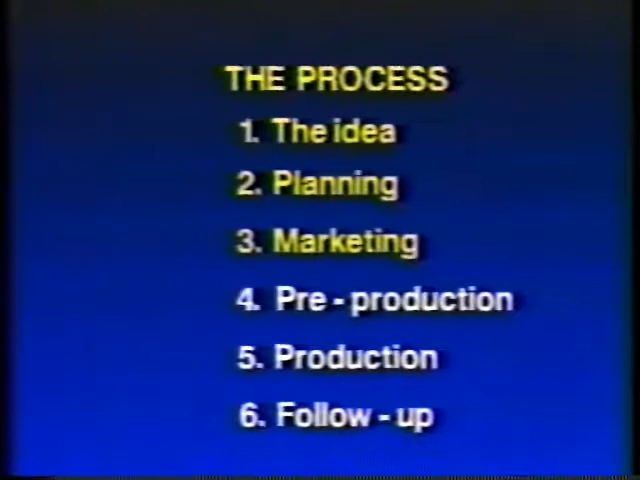 THE PROCESS
1. The idea
2. Planning
3. Marketing
4. Pre - production
5. Production
6. Follow - up